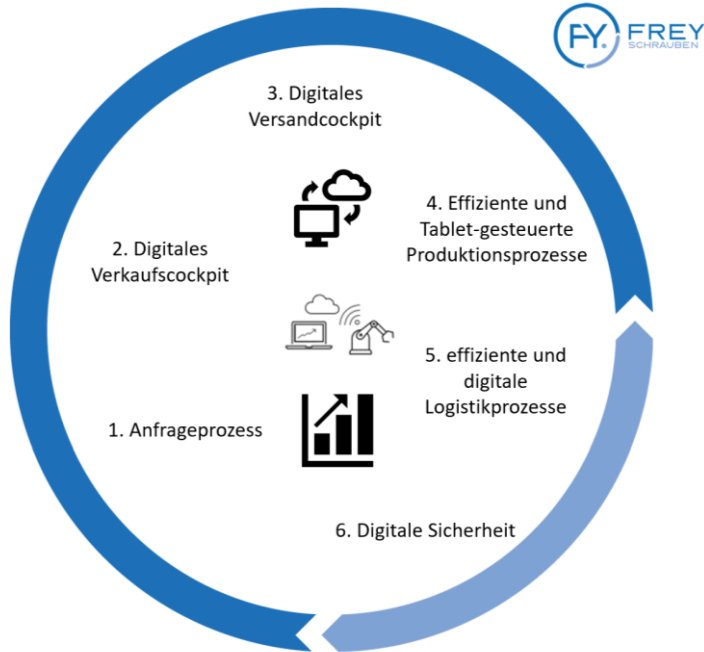 FY. FREY
SCHRAUBEN
3. Digitales
Versandcockpit
4. Effiziente und
Tablet-gesteuerte
Produktionsprozesse
2. Digitales
Verkaufscockpit
5. effiziente und
digitale
Logistikprozesse
1. Anfrageprozess
6. Digitale Sicherheit